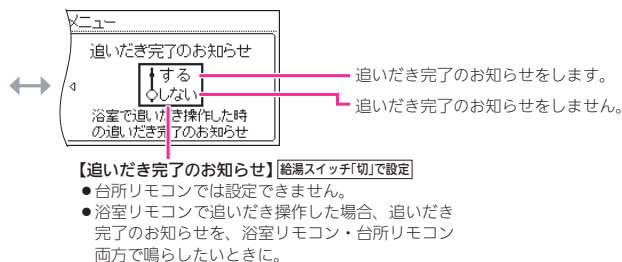 メニュー
追いだき完了のお知らせ
する
しない
浴室で追いだき操作した時
の追いだき完了のお知らせ
追いだき完了のお知らせをします。
追いだき完了のお知らせをしません。
【追いだき完了のお知らせ】給湯スイッチ「切」で設定
●台所リモコンでは設定できません。
●浴室リモコンで追いだき操作した場合、追いだき
完了のお知らせを、浴室リモコン・台所リモコン
両方で鳴らしたいときに。